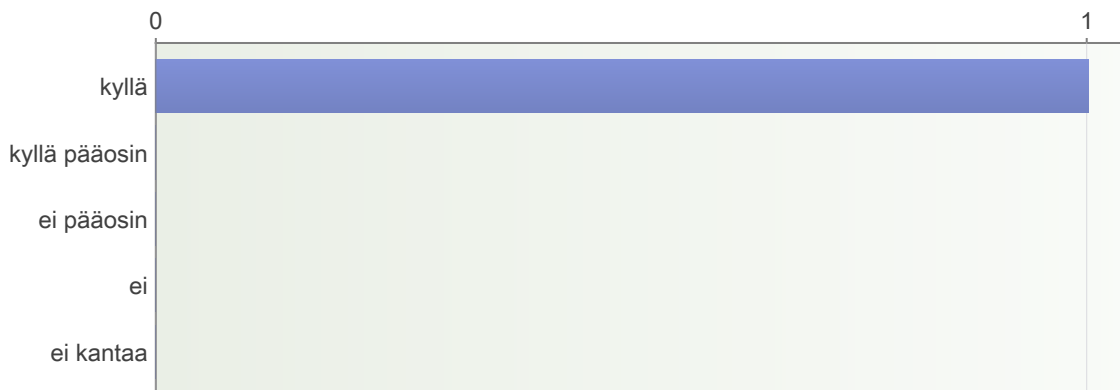 0 1
kyllä
kyllä pääosin
ei pääosin
ei
ei kantaa